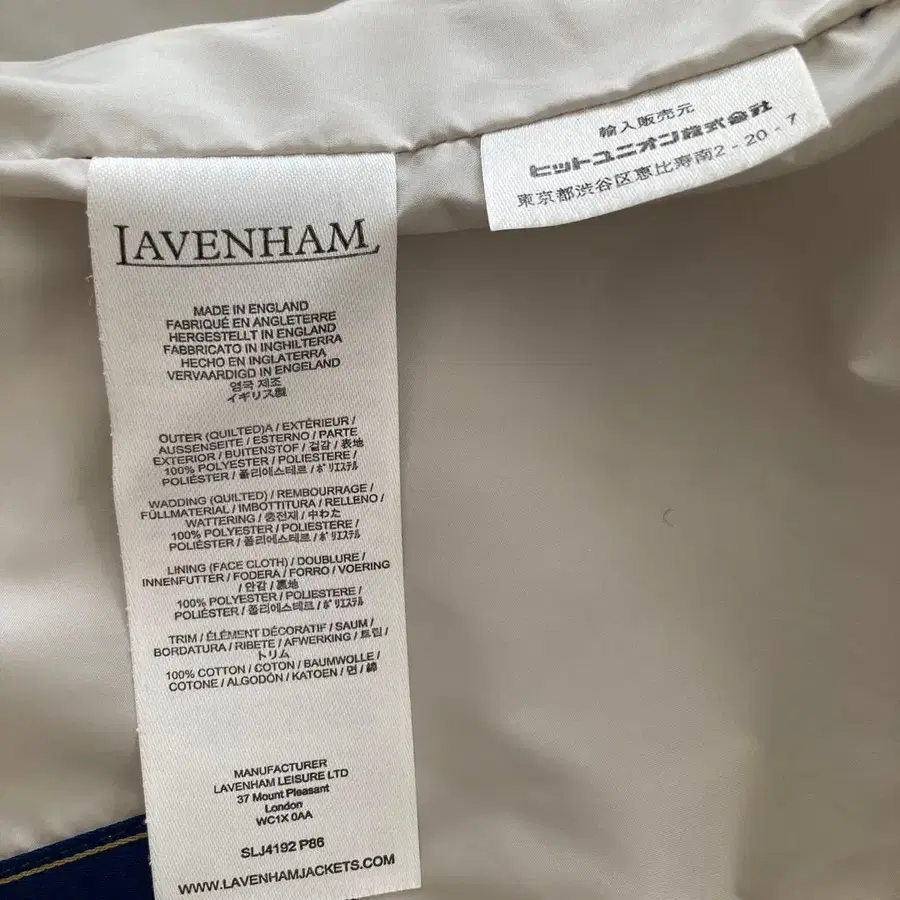 LAVENHAM
MADE IN ENGLAND
FABRIQUÉ EN ANGLETERRE
HERGESTELLT IN ENGLAND
FABBRICATO IN INGHILTERRA
HECHO EN INGLATERRA
VERVAARDIGD IN ENGELAND
영국 제조
イギリス製
OUTER (QUILTED)A / EXTÉRIEUR /
AUSSENSEITE / ESTERNO / PARTE
EXTERIOR / BUITENSTOF / 겉감 / 表地
100% POLYESTER / POLIESTERE /
POLIÉSTER / 폴리에스테르 / ポリエステル
WADDING (QUILTED) / REMBOURRAGE /
FÜLLMATERIAL / IMBOTTITURA / RELLENO /
WATTERING / 충전재 / 中わた
100% POLYESTER / POLIESTERE /
POLIÉSTER / 폴리에스테르 / ポリエステル
LINING (FACE CLOTH) / DOUBLURE /
INNENFUTTER / FODERA / FORRO / VOERING
/ 안감 / 裏地
100% POLYESTER / POLIESTERE /
POLIÉSTER / 폴리에스테르 / ポリエステル
TRIM / ÉLÉMENT DÉCORATIF / SAUM /
BORDATURA / RIBETE / AFWERKING / 트림 /
トリム
100% COTTON / COTON / BAUMWOLLE /
COTONE / ALGODÓN / KATOEN / 면 / 綿
MANUFACTURER
LAVENHAM LEISURE LTD
37 Mount Pleasant
London
WC1X 0AA
SLJ4192 P86
WWW.LAVENHAMJACKETS.COM
輸入販売元
ヒットユニオン株式会社
東京都渋谷区恵比寿南2-20-7